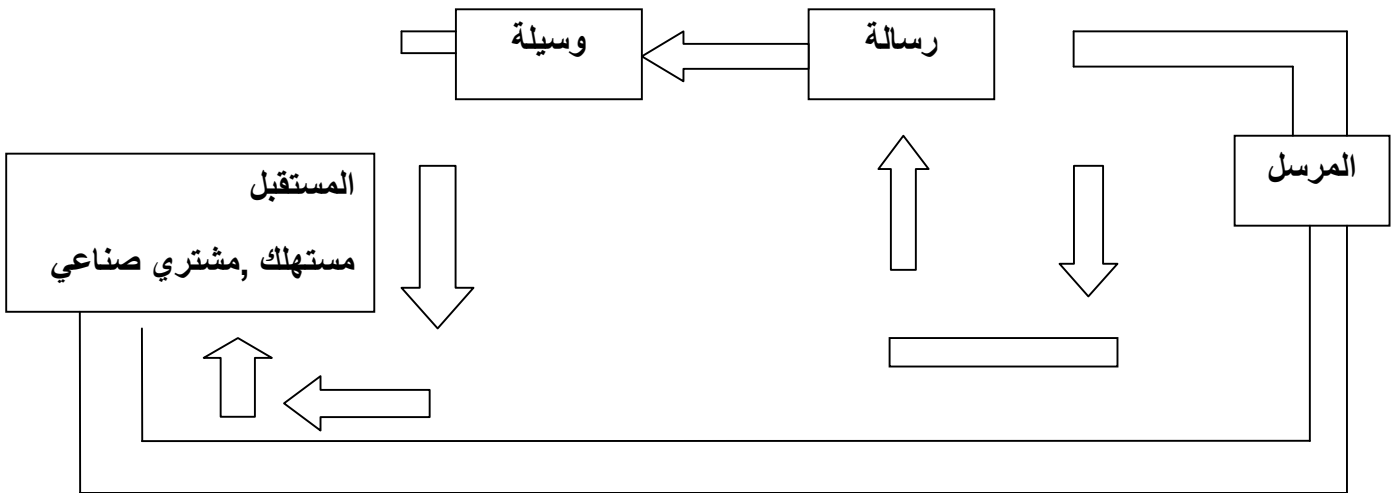 المرسل
رسالة
وسيلة
المستقبل
مستهلك ,مشتري صناعي